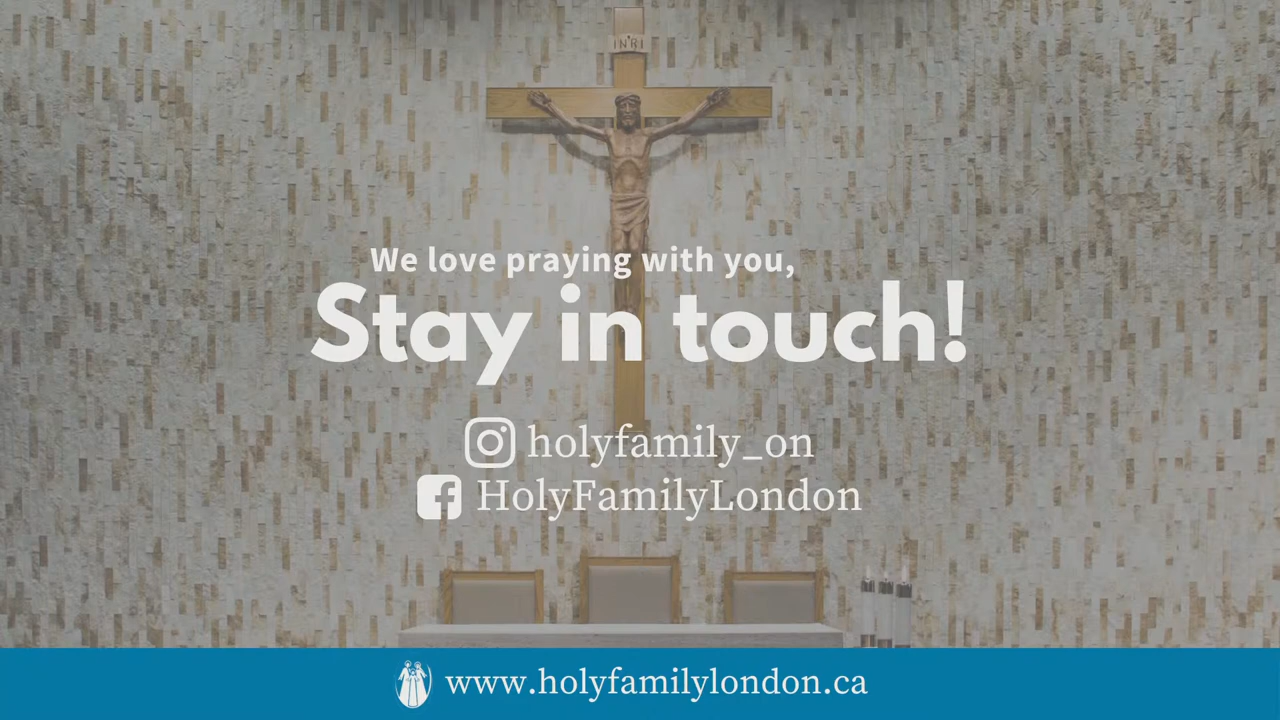 INRI
We love praying with you,
Stay in touch!
holyfamily_on
HolyFamilyLondon
www.holyfamilylondon.ca